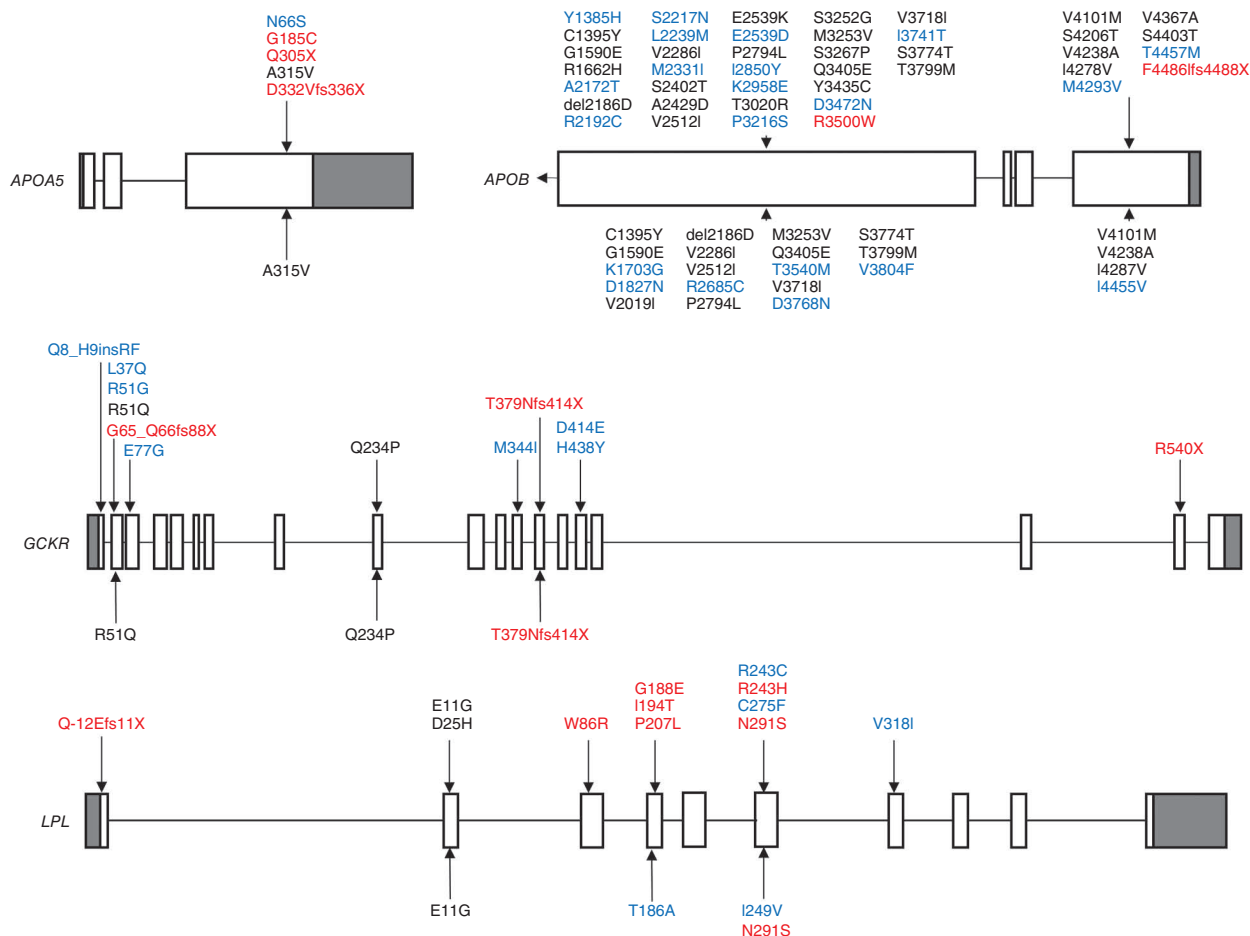 N66S
G185C
Q305X
A315V
D332Vfs336X
APOA5
A315V
Y1385H S2217N E2539K S3252G V3718I
C1395Y L2239M E2539D M3253V I3741T
G1590E V2286I P2794L S3267P S3774T
R1662H M2331I I2850Y Q3405E T3799M
A2172T S2402T K2958E Y3435C
del2186D A2429D T3020R D3472N
R2192C V2512I P3216S R3500W
V4101M V4367A
S4206T S4403T
V4238A T4457M
I4278V F4486Ifs4488X
M4293V
APOB
C1395Y del2186D M3253V S3774T
G1590E V2286I Q3405E T3799M
K1703G V2512I T3540M V3804F
D1827N R2685C V3718I
V2019I P2794L D3768N
V4101M
V4238A
I4287V
I4455V
Q8_H9insRF
L37Q
R51G
R51Q
G65_Q66fs88X
E77G
Q234P
M344I
T379Nfs414X
D414E
H438Y
R540X
GCKR
R51Q
Q234P
T379Nfs414X
Q-12Efs11X
E11G
D25H
W86R
G188E
I194T
P207L
R243C
R243H
C275F
N291S
V318I
LPL
E11G
T186A
I249V
N291S